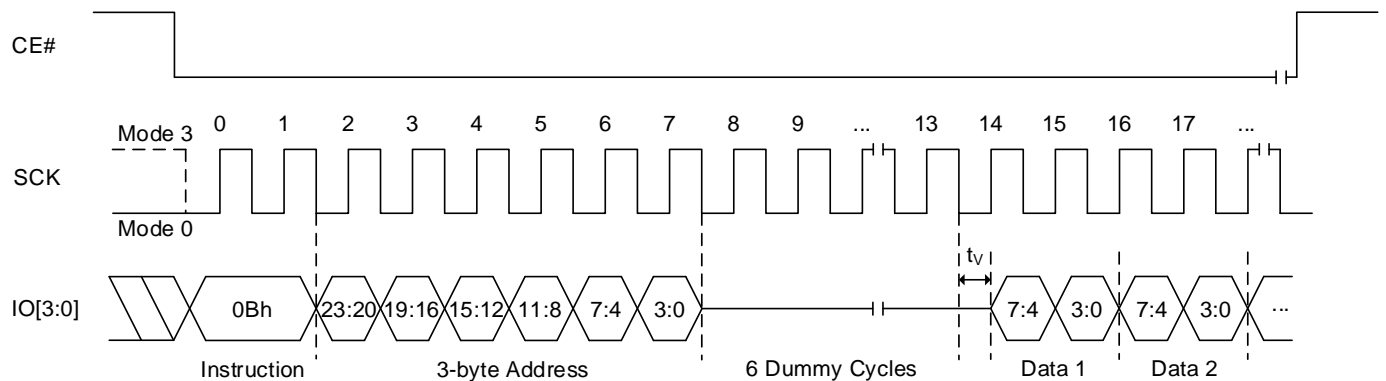 CE#
Mode 3 0 1 2 3 4 5 6 7 8 9 ... 13 14 15 16 17 ...
SCK
Mode 0
tV
IO[3:0] 0Bh 23:20 19:16 15:12 11:8 7:4 3:0 7:4 3:0 7:4 3:0 ...
Instruction 3-byte Address 6 Dummy Cycles Data 1 Data 2